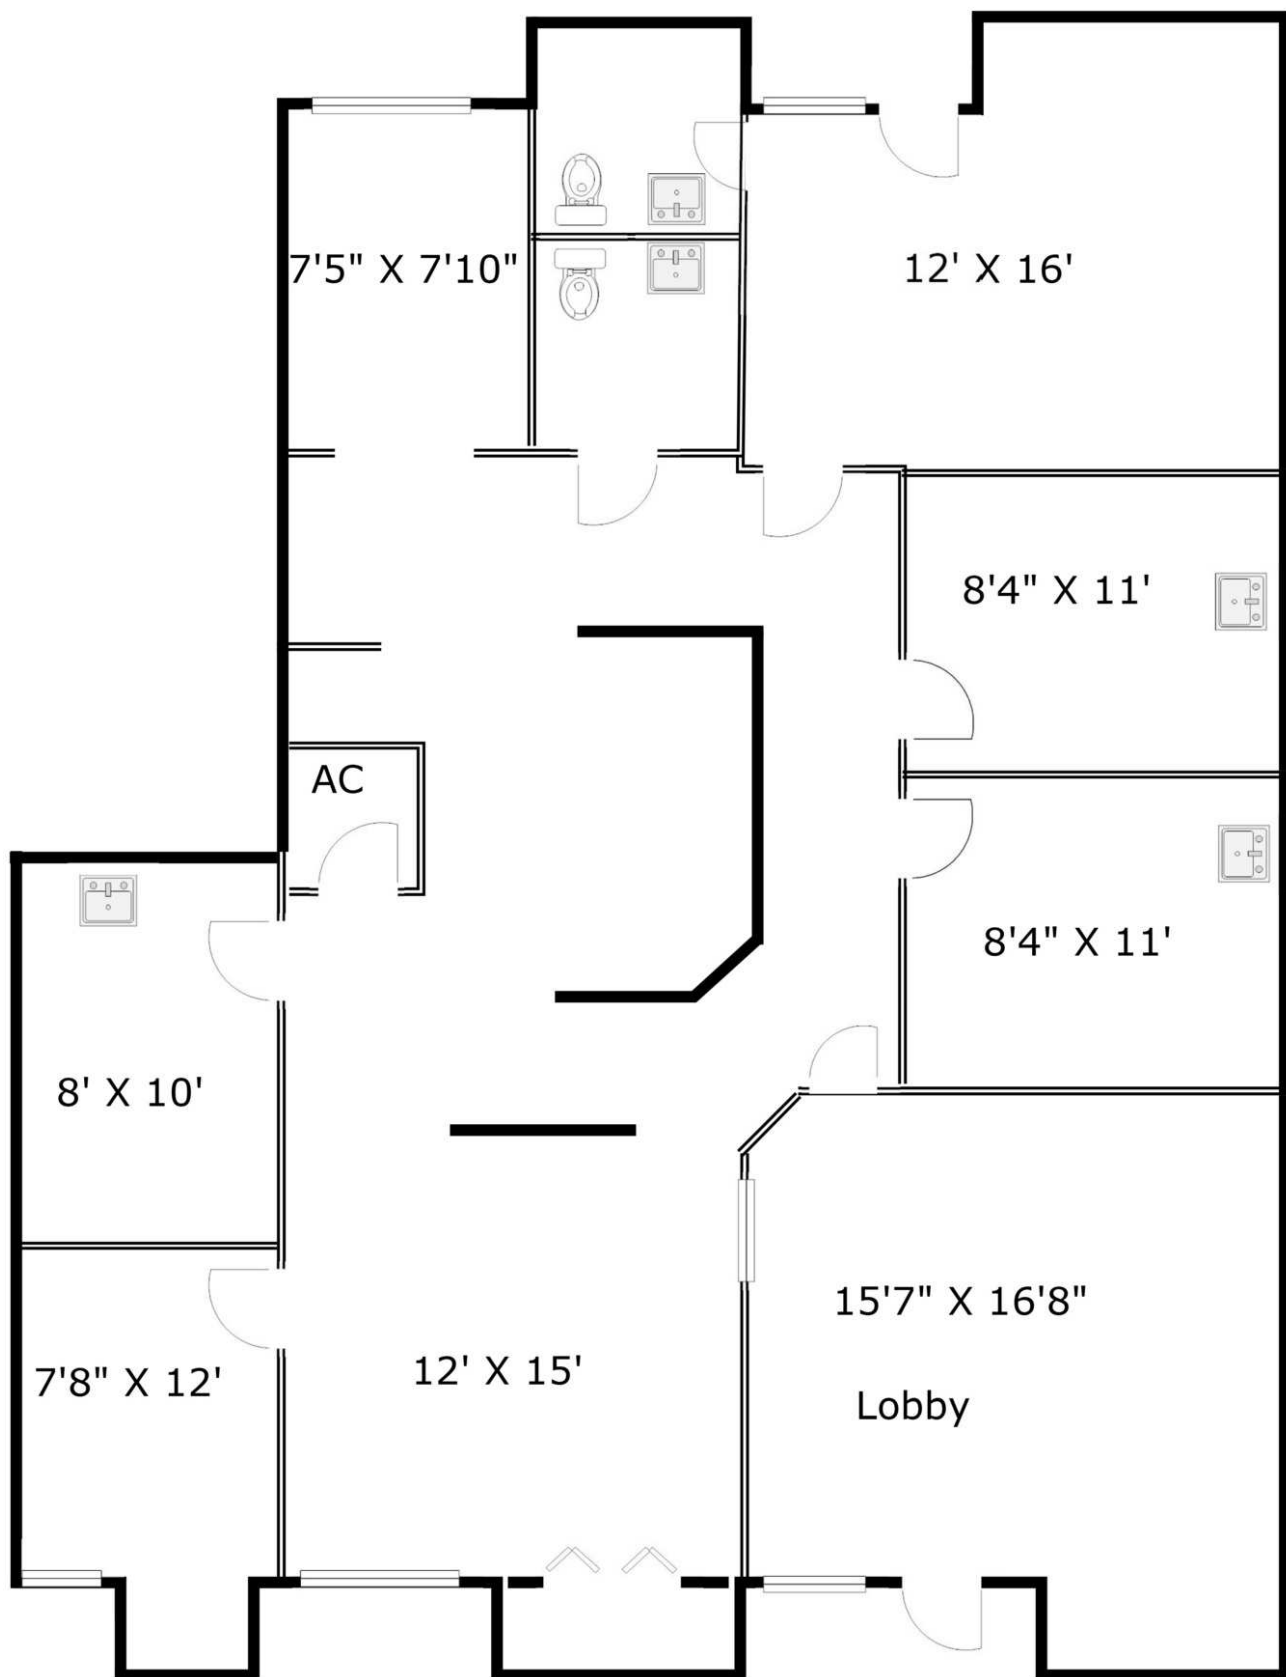 7'5" X 7'10"
12' X 16'
8'4" X 11'
AC
8'4" X 11'
8' X 10'
15'7" X 16'8"
7'8" X 12'
12' X 15'
Lobby